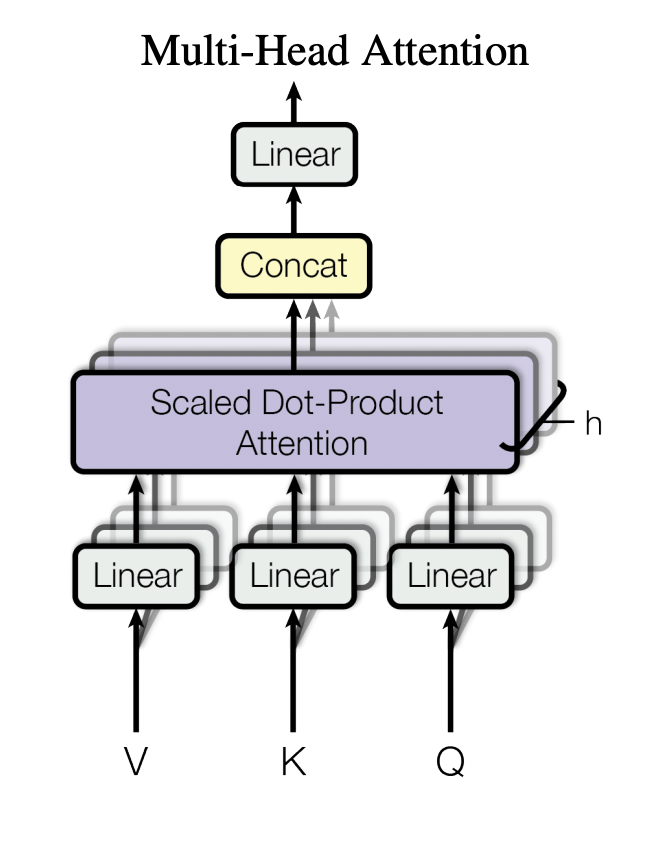 Multi-Head Attention
Linear
Concat
Scaled Dot-Product
Attention
h
Linear Linear Linear
V K Q